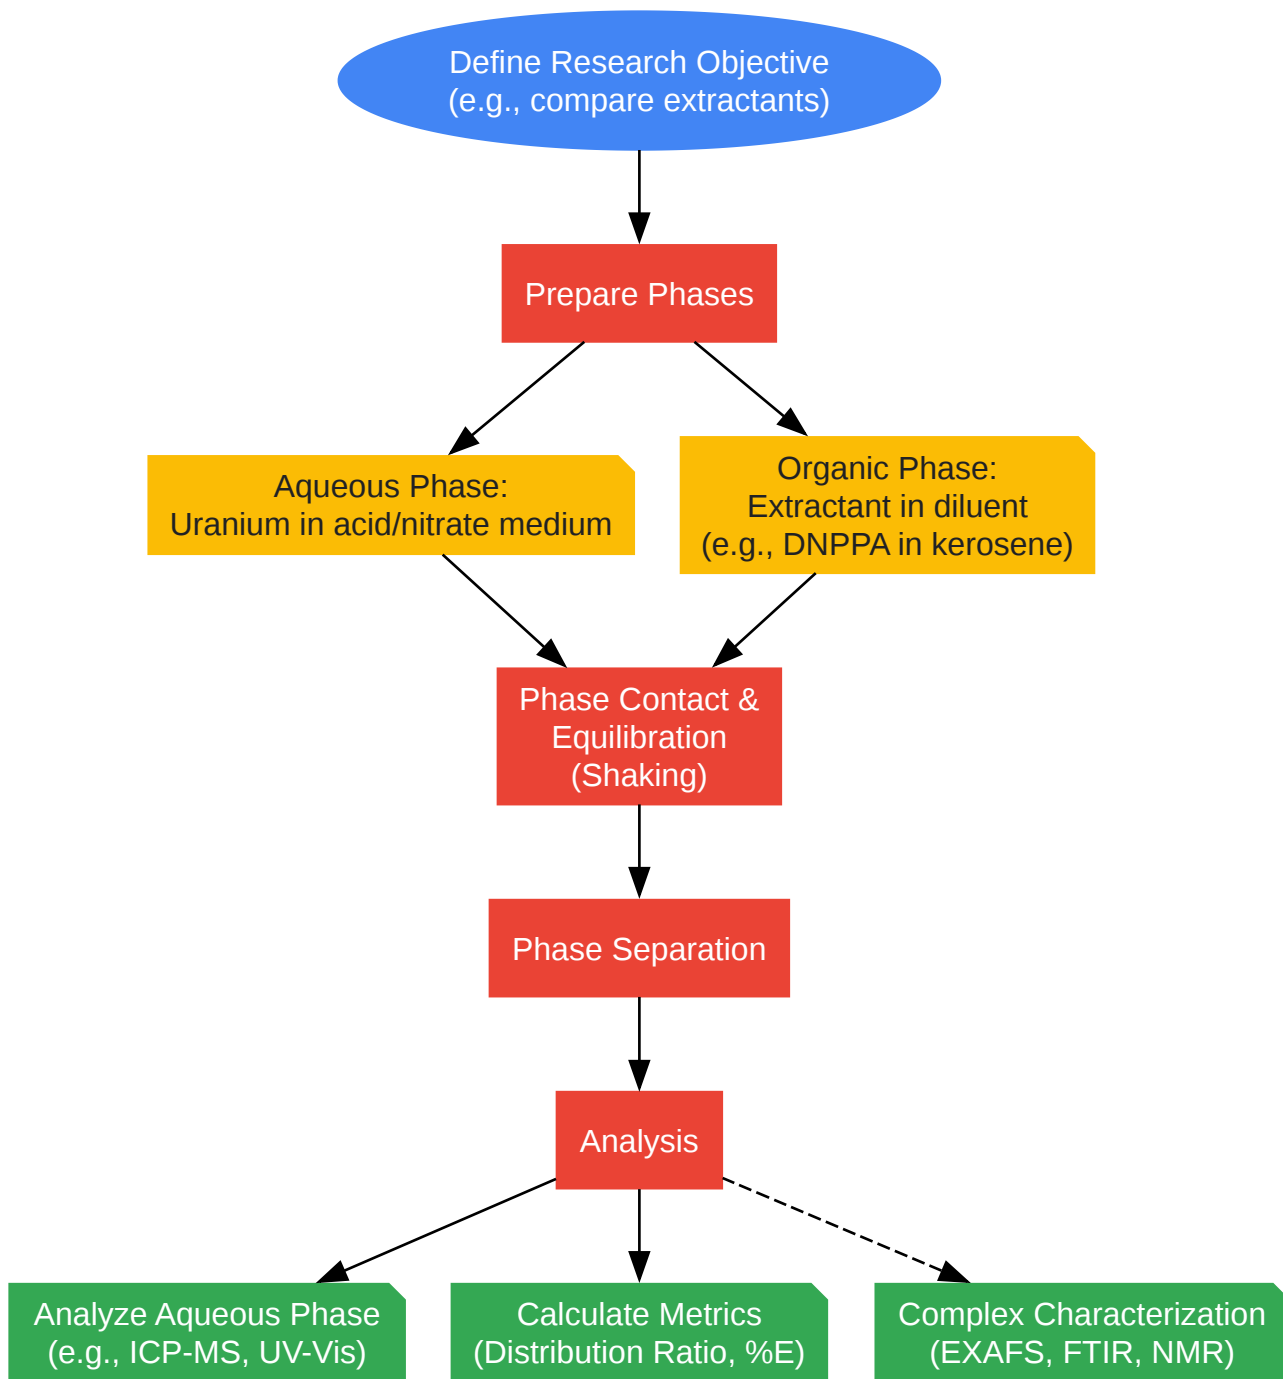 Define Research Objective
(e.g., compare extractants)
Prepare Phases
Aqueous Phase:
Uranium in acid/nitrate medium
Organic Phase:
Extractant in diluent
(e.g., DNPPA in kerosene)
Phase Contact &
Equilibration
(Shaking)
Phase Separation
Analysis
Analyze Aqueous Phase
(e.g., ICP-MS, UV-Vis)
Calculate Metrics
(Distribution Ratio, %E)
Complex Characterization
(EXAFS, FTIR, NMR)